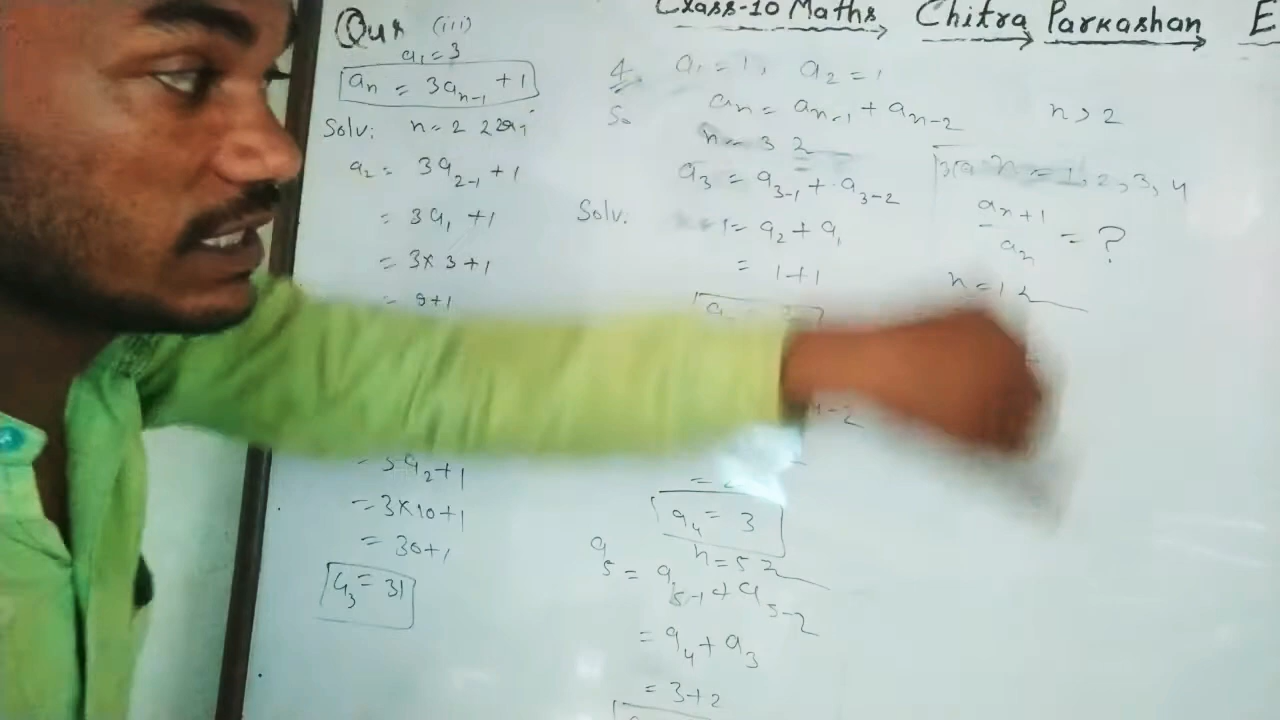 Class-10 Maths Chitra Parkashan E
Que (iii)
a₁=3
aₙ = 3aₙ₋₁ + 1
Solv: n=2
a₂= 3a₂₋₁ + 1
= 3a₁ + 1
= 3×3+1
= 9+1
= 3a₂+1
= 3×10+1
= 30+1
a₃= 31
4. a₁=1, a₂=1
aₙ= aₙ₋₁ + aₙ₋₂ n>2
So
n= 3
a₃ = a₃₋₁ + a₃₋₂
Solv. = a₂ + a₁
= 1+1
-2
= 2
a₄= 3
n=5
a₅ = a₅₋₁ + a₅₋₂
= a₄+a₃
= 3+2
n = 1, 2, 3, 4
aₙ+1
aₙ = ?
n=1